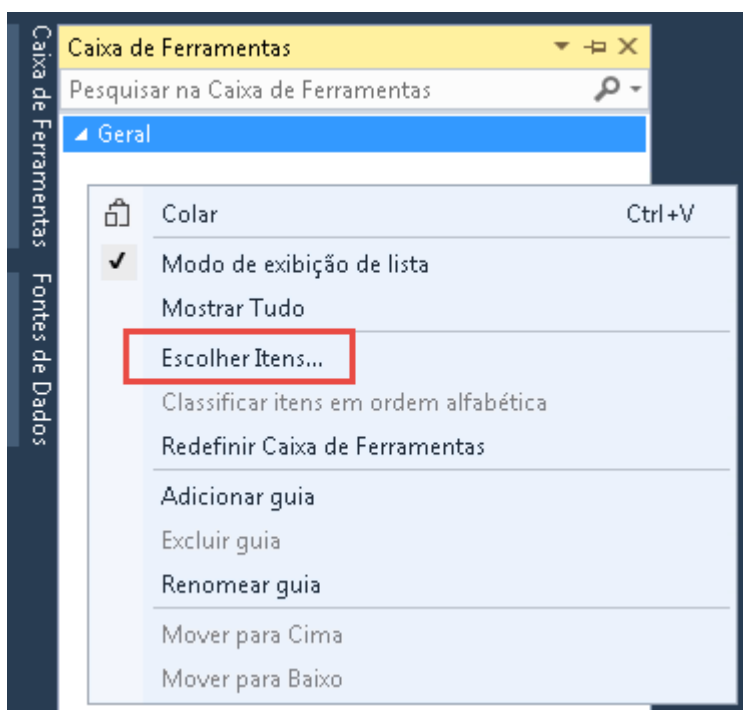 Caixa de Ferramentas
Fontes de Dados
Caixa de Ferramentas
Pesquisar na Caixa de Ferramentas
Geral
Colar Ctrl+V
Modo de exibição de lista
Mostrar Tudo
Escolher Itens...
Classificar itens em ordem alfabética
Redefinir Caixa de Ferramentas
Adicionar guia
Excluir guia
Renomear guia
Mover para Cima
Mover para Baixo